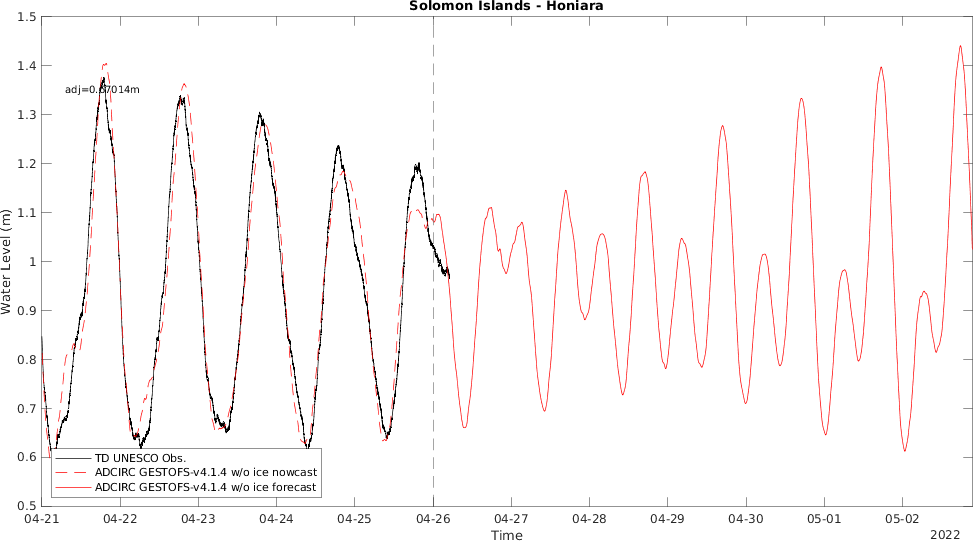 Solomon Islands - Honiara
1.5
1.4
1.3
1.2
1.1
1
0.9
0.8
0.7
0.6
0.5
Water Level (m)
adj=0.07014m
TD UNESCO Obs.
ADCIRC GESTOFS-v4.1.4 w/o ice nowcast
ADCIRC GESTOFS-v4.1.4 w/o ice forecast
04-21 04-22 04-23 04-24 04-25 04-26 04-27 04-28 04-29 04-30 05-01 05-02
Time
2022